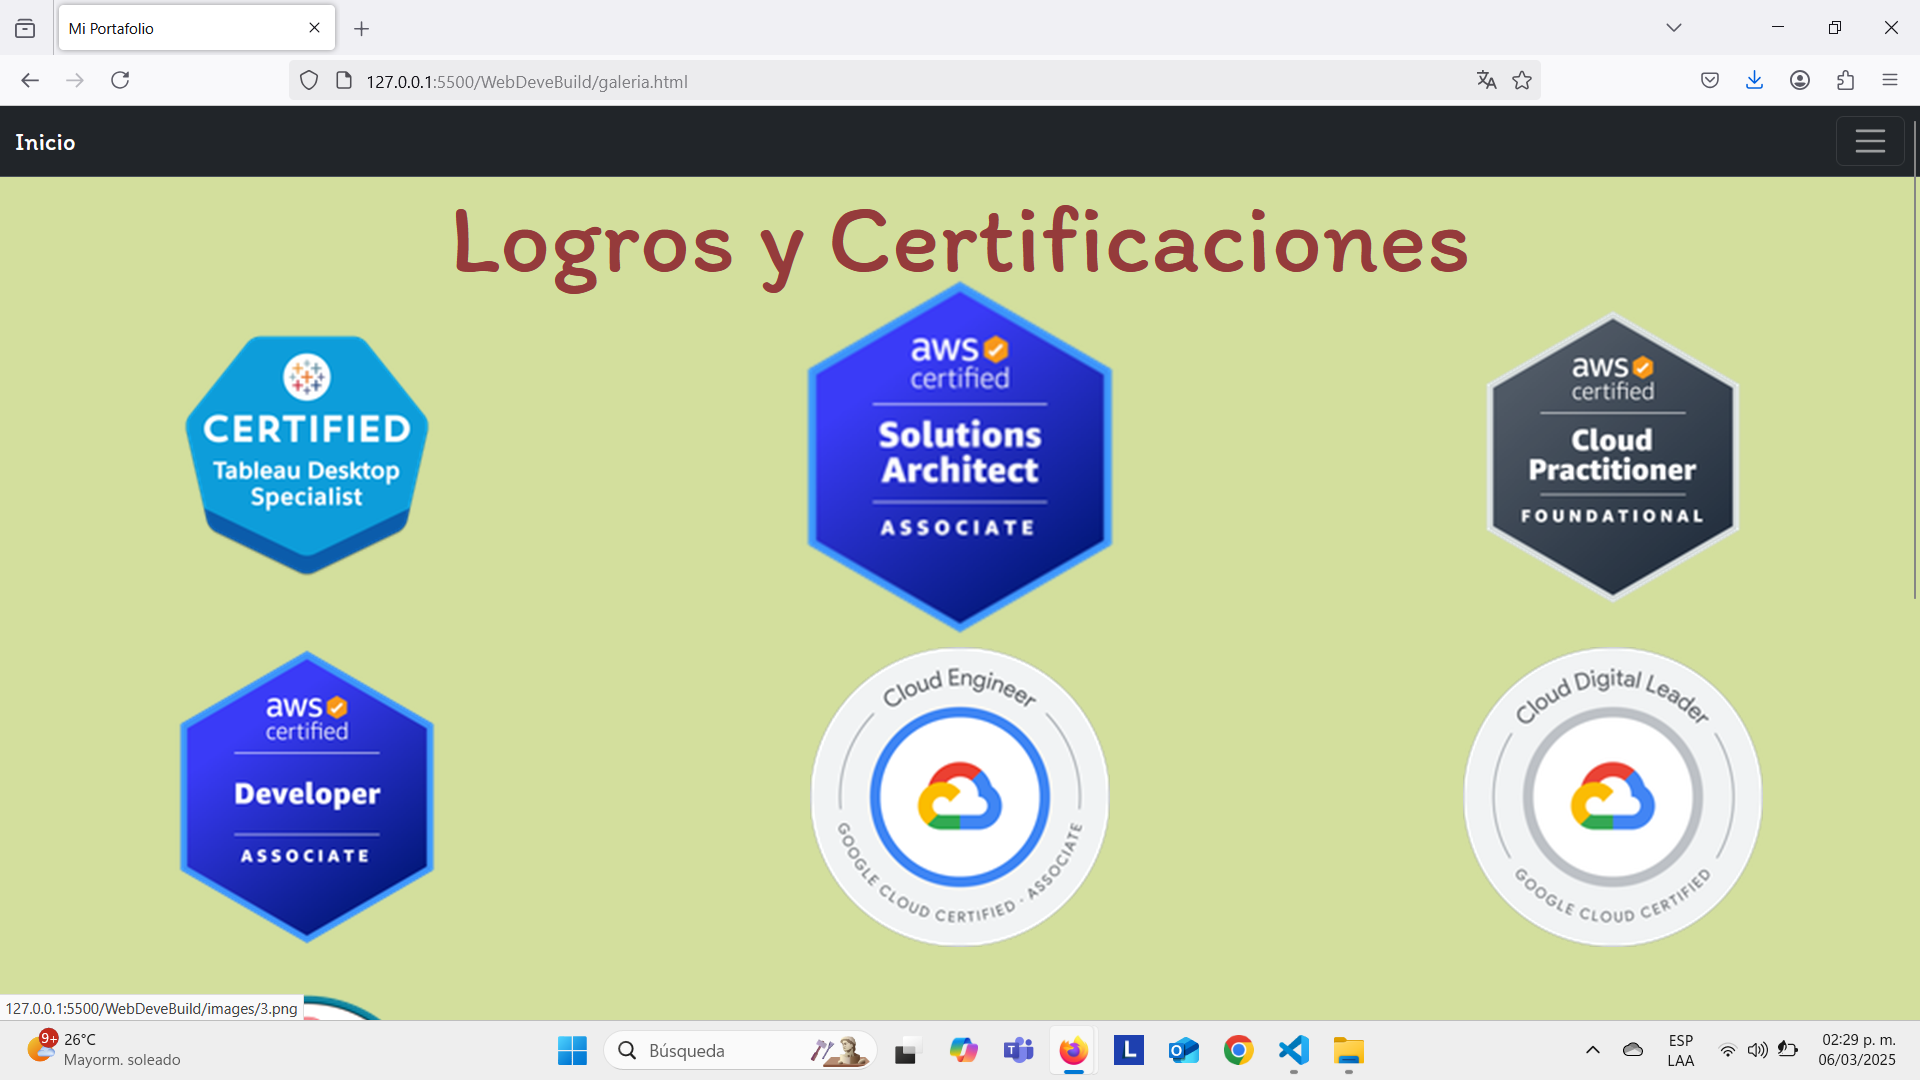 Mi Portafolio
127.0.0.1:5500/WebDeveBuild/galeria.html
Inicio
Logros y Certificaciones
CERTIFIED
Tableau Desktop
Specialist
aws
certified
Solutions
Architect
ASSOCIATE
aws
certified
Cloud
Practitioner
FOUNDATIONAL
aws
certified
Developer
ASSOCIATE
Cloud Engineer
GOOGLE CLOUD CERTIFIED · ASSOCIATE
Cloud Digital Leader
GOOGLE CLOUD CERTIFIED
127.0.0.1:5500/WebDeveBuild/images/3.png
9+
26°C
Mayorm. soleado
Búsqueda
L
ESP
LAA
02:29 p. m.
06/03/2025